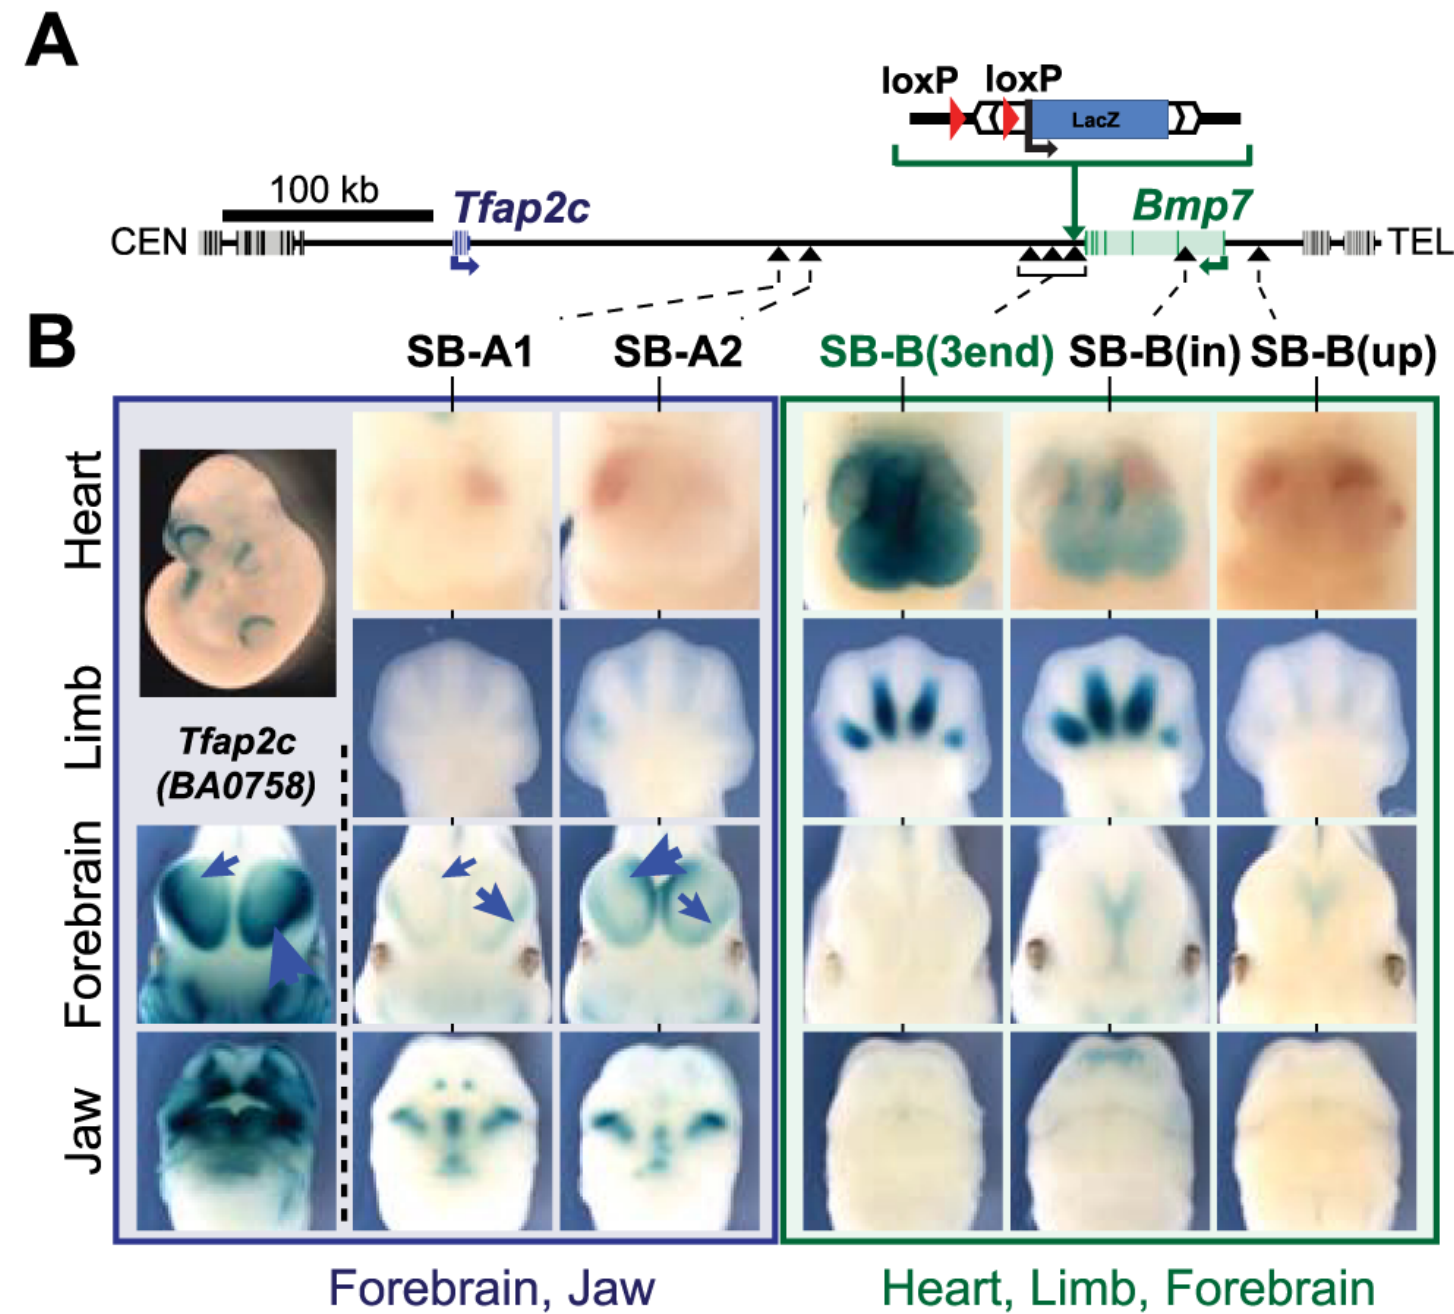 A
loxP loxP
LacZ
100 kb
Tfap2c
Bmp7
CEN
TEL
B
SB-A1
SB-A2
SB-B(3end)
SB-B(in)
SB-B(up)
Heart
Limb
Tfap2c
(BA0758)
Forebrain
Jaw
Forebrain, Jaw
Heart, Limb, Forebrain